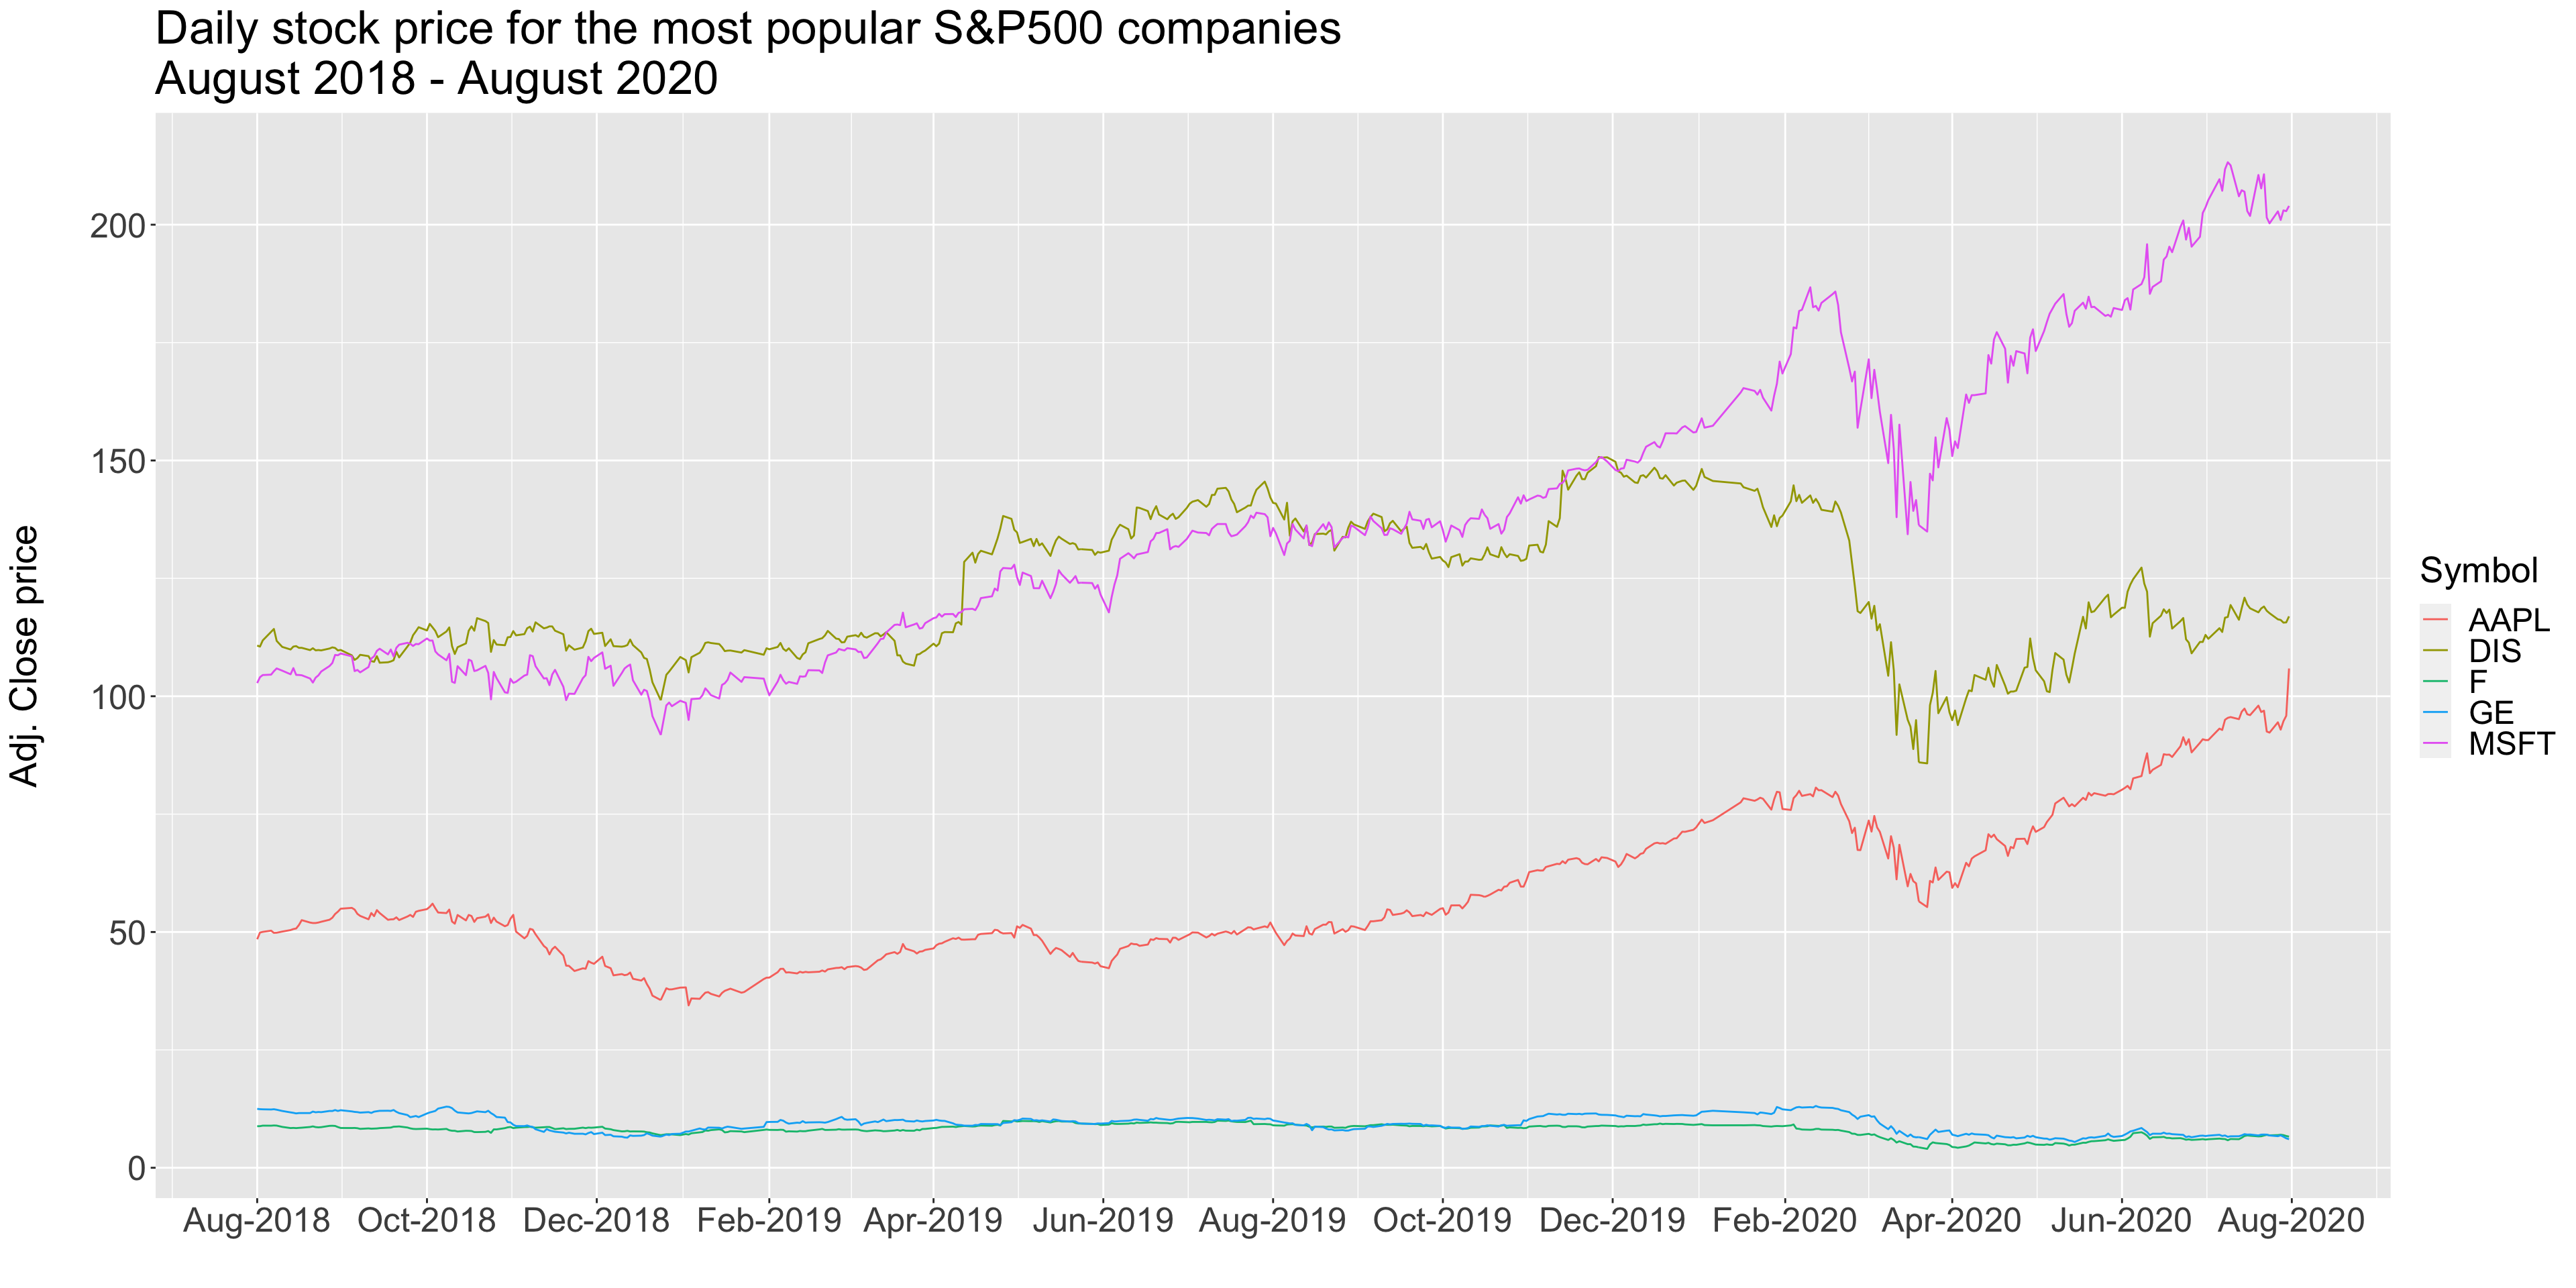 Daily stock price for the most popular S&P500 companies
August 2018 - August 2020
Adj. Close price
200
150
100
50
0
Aug-2018 Oct-2018 Dec-2018 Feb-2019 Apr-2019 Jun-2019 Aug-2019 Oct-2019 Dec-2019 Feb-2020 Apr-2020 Jun-2020 Aug-2020
Symbol
AAPL
DIS
F
GE
MSFT